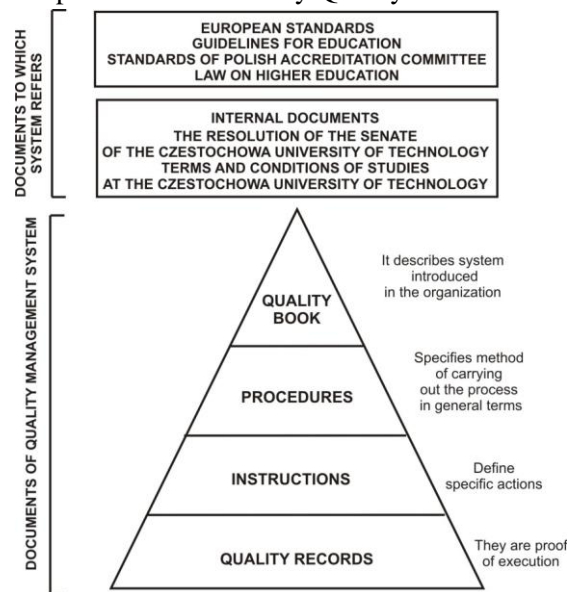 Quality
DOCUMENTS TO WHICH
SYSTEM REFERS
EUROPEAN STANDARDS
GUIDELINES FOR EDUCATION
STANDARDS OF POLISH ACCREDITATION COMMITTEE
LAW ON HIGHER EDUCATION
INTERNAL DOCUMENTS
THE RESOLUTION OF THE SENATE
OF THE CZESTOCHOWA UNIVERSITY OF TECHNOLOGY
TERMS AND CONDITIONS OF STUDIES
AT THE CZESTOCHOWA UNIVERSITY OF TECHNOLOGY
DOCUMENTS OF QUALITY MANAGEMENT SYSTEM
QUALITY
BOOK
It describes system
introduced
in the organization
PROCEDURES
Specifies method
of carrying
out the process
in general terms
INSTRUCTIONS
Define
specific actions
QUALITY RECORDS
They are proof
of execution